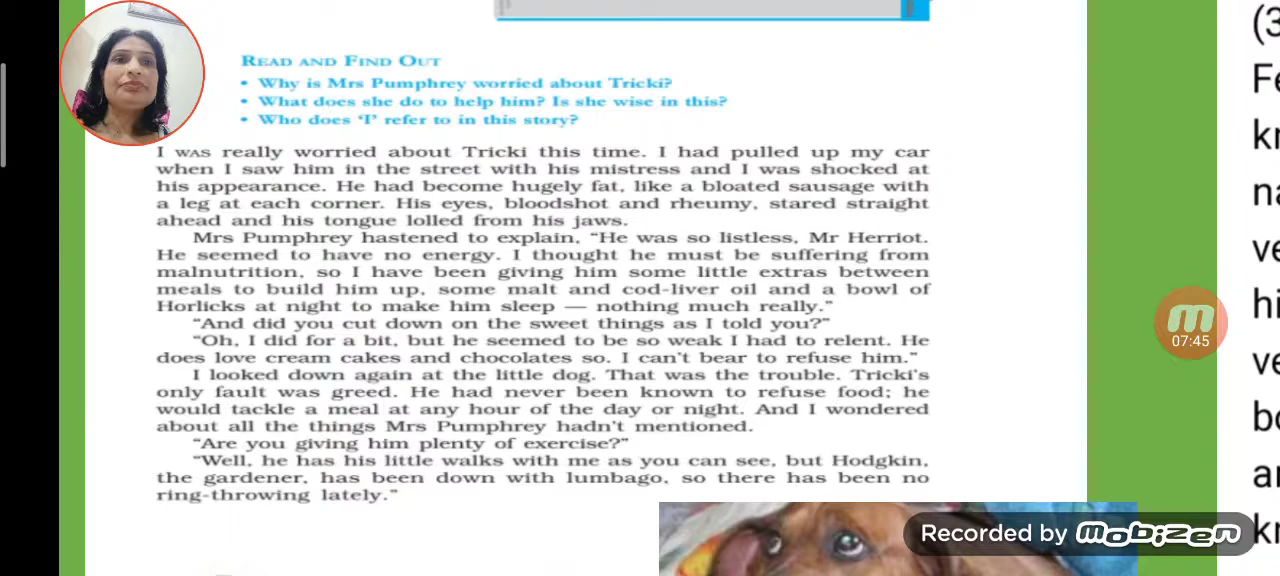 READ AND FIND OUT
• Why is Mrs Pumphrey worried about Tricki?
• What does she do to help him? Is she wise in this?
• Who does ‘I’ refer to in this story?
I WAS really worried about Tricki this time. I had pulled up my car
when I saw him in the street with his mistress and I was shocked at
his appearance. He had become hugely fat, like a bloated sausage with
a leg at each corner. His eyes, bloodshot and rheumy, stared straight
ahead and his tongue lolled from his jaws.
Mrs Pumphrey hastened to explain, “He was so listless, Mr Herriot.
He seemed to have no energy. I thought he must be suffering from
malnutrition, so I have been giving him some little extras between
meals to build him up, some malt and cod-liver oil and a bowl of
Horlicks at night to make him sleep — nothing much really.”
“And did you cut down on the sweet things as I told you?”
“Oh, I did for a bit, but he seemed to be so weak I had to relent. He
does love cream cakes and chocolates so. I can’t bear to refuse him.”
I looked down again at the little dog. That was the trouble. Tricki’s
only fault was greed. He had never been known to refuse food; he
would tackle a meal at any hour of the day or night. And I wondered
about all the things Mrs Pumphrey hadn’t mentioned.
“Are you giving him plenty of exercise?”
“Well, he has his little walks with me as you can see, but Hodgkin,
the gardener, has been down with lumbago, so there has been no
ring-throwing lately.”
(3
Fe
kn
na
ve
hi
ve
bo
an
kn
07:45
Recorded by mobizen